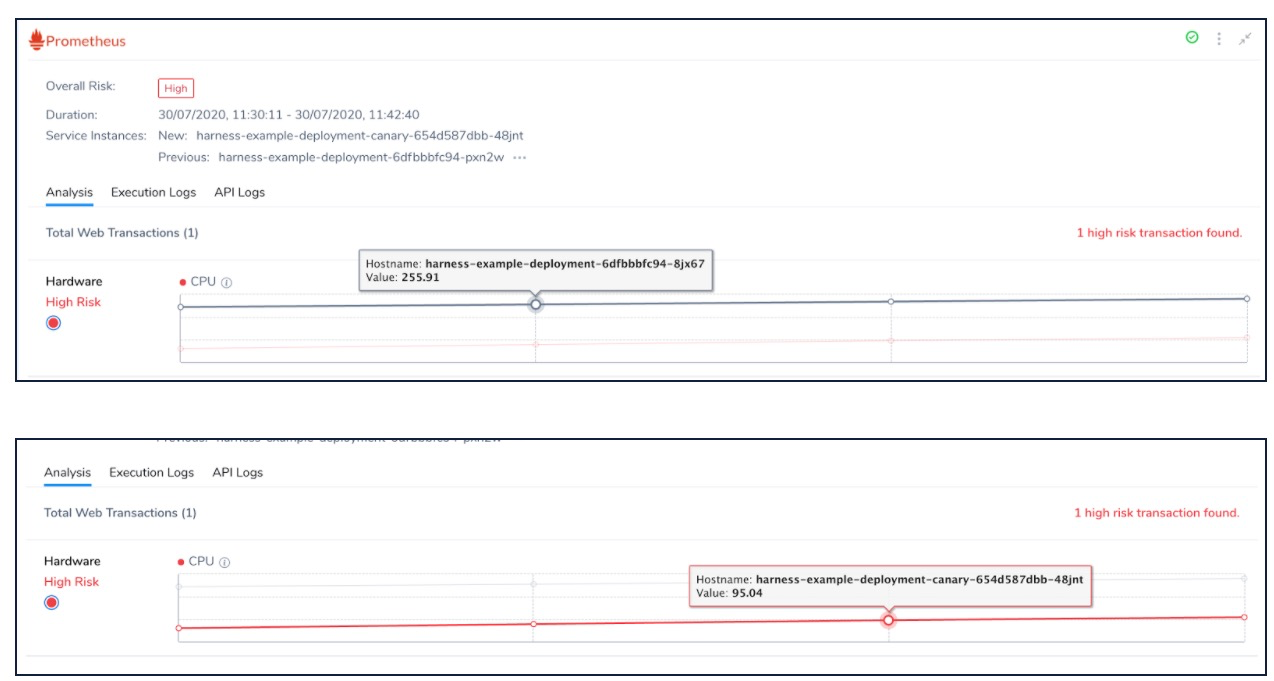 Prometheus
Overall Risk: High
Duration: 30/07/2020, 11:30:11 - 30/07/2020, 11:42:40
Service Instances: New: harness-example-deployment-canary-654d587dbb-48jnt
Previous: harness-example-deployment-6dfbbbfc94-pxn2w ···
Analysis Execution Logs API Logs
Total Web Transactions (1) 1 high risk transaction found.
Hostname: harness-example-deployment-6dfbbbfc94-8jx67
Value: 255.91
Hardware CPU
High Risk
Analysis Execution Logs API Logs
Total Web Transactions (1) 1 high risk transaction found.
Hardware CPU
High Risk
Hostname: harness-example-deployment-canary-654d587dbb-48jnt
Value: 95.04